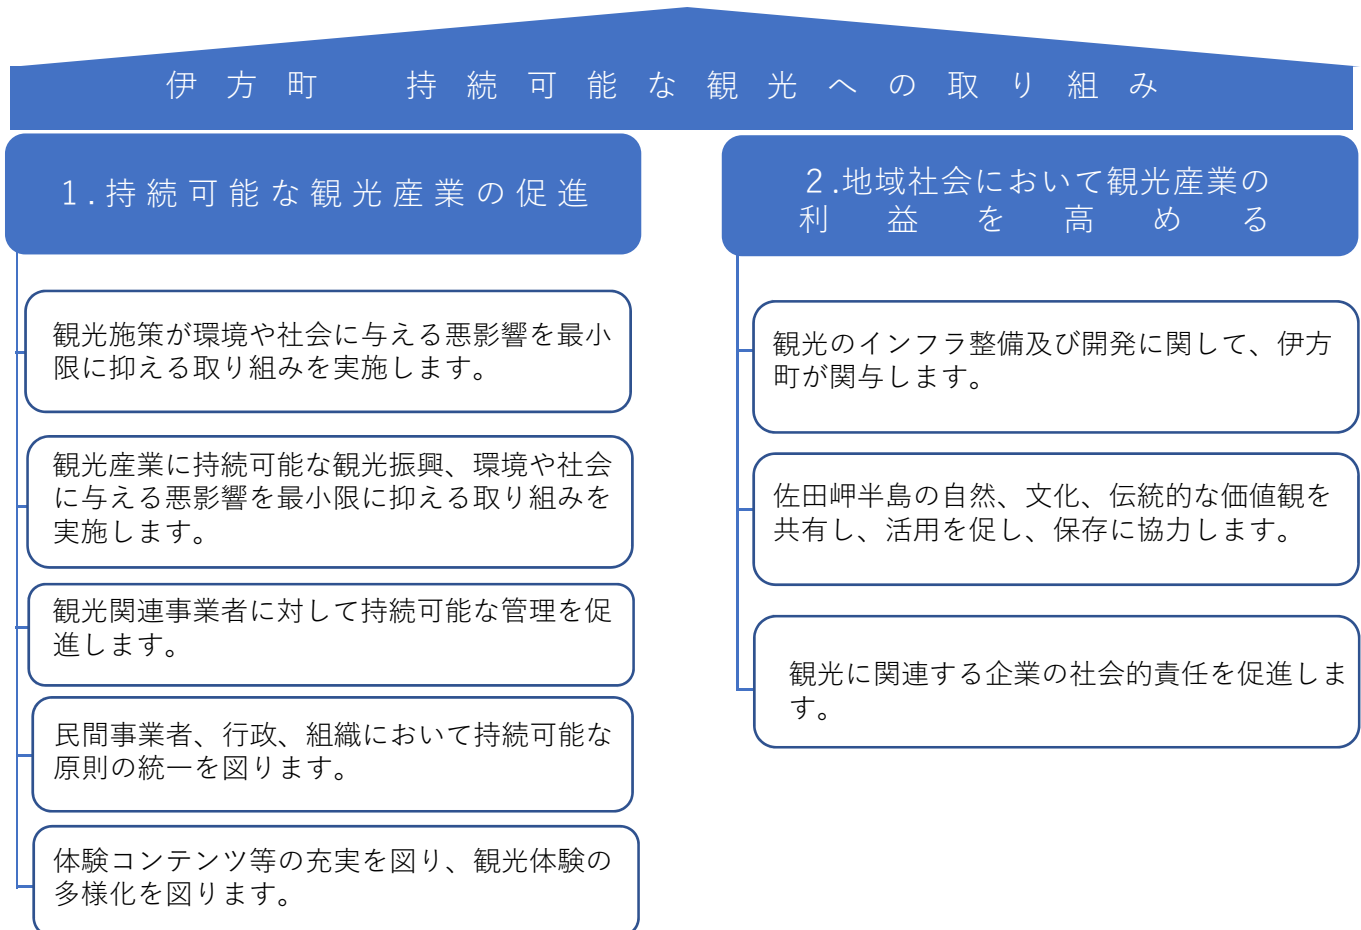 伊方町　持続可能な観光への取り組み
1.持続可能な観光産業の促進
観光施策が環境や社会に与える悪影響を最小
限に抑える取り組みを実施します。
観光産業に持続可能な観光振興、環境や社会
に与える悪影響を最小限に抑える取り組みを
実施します。
観光関連事業者に対して持続可能な管理を促
進します。
民間事業者、行政、組織において持続可能な
原則の統一を図ります。
体験コンテンツ等の充実を図り、観光体験の
多様化を図ります。
２.地域社会において観光産業の
利益を高める
観光のインフラ整備及び開発に関して、伊方
町が関与します。
佐田岬半島の自然、文化、伝統的な価値観を
共有し、活用を促し、保存に協力します。
観光に関連する企業の社会的責任を促進しま
す。